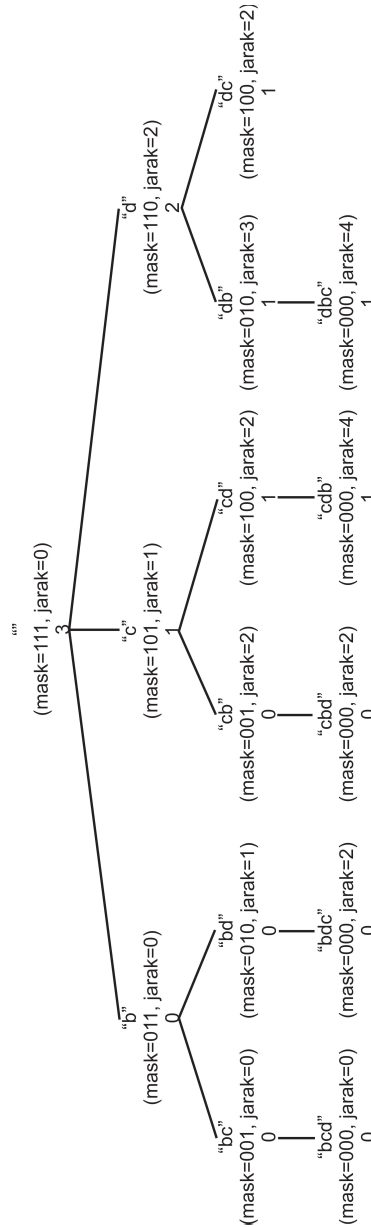 “”
(mask=111, jarak=0)
3
“b”
(mask=011, jarak=0)
0
“c”
(mask=101, jarak=1)
1
“d”
(mask=110, jarak=2)
2
“bc”
(mask=001, jarak=0)
0
“bd”
(mask=010, jarak=1)
0
“cb”
(mask=001, jarak=2)
0
“cd”
(mask=100, jarak=2)
1
“db”
(mask=010, jarak=3)
1
“dc”
(mask=100, jarak=2)
1
“bcd”
(mask=000, jarak=0)
0
“bdc”
(mask=000, jarak=2)
0
“cbd”
(mask=000, jarak=2)
0
“cdb”
(mask=000, jarak=4)
1
“dbc”
(mask=000, jarak=4)
1